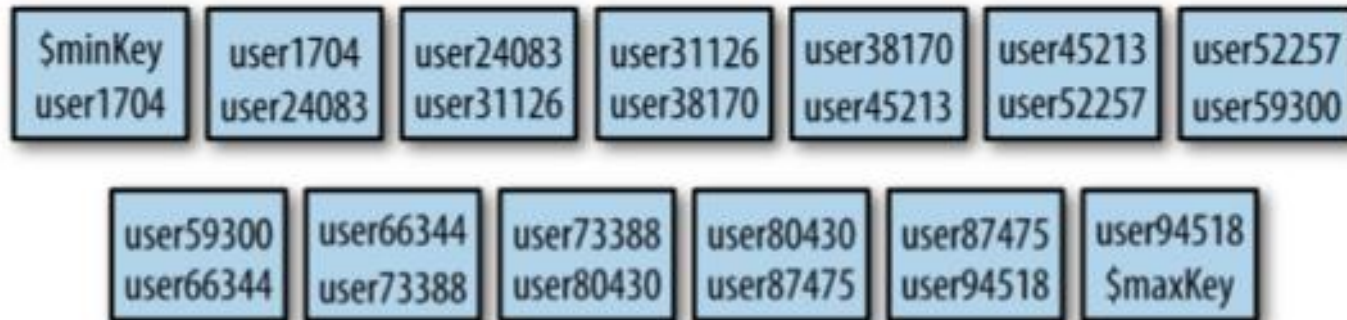 $minKey
user1704
user1704
user24083
user24083
user31126
user31126
user38170
user38170
user45213
user45213
user52257
user52257
user59300
user59300
user66344
user66344
user73388
user73388
user80430
user80430
user87475
user87475
user94518
user94518
$maxKey